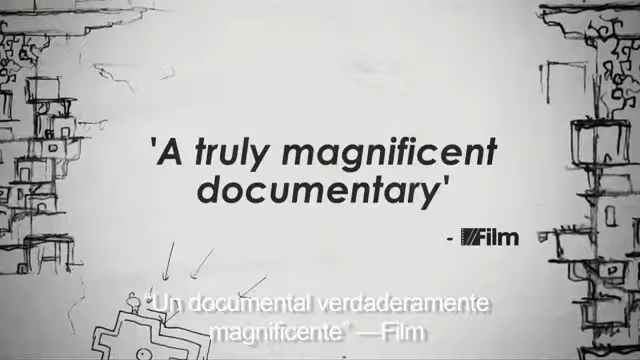 'A truly magnificent
documentary'
- /Film
“Un documental verdaderamente
magnificente” —Film